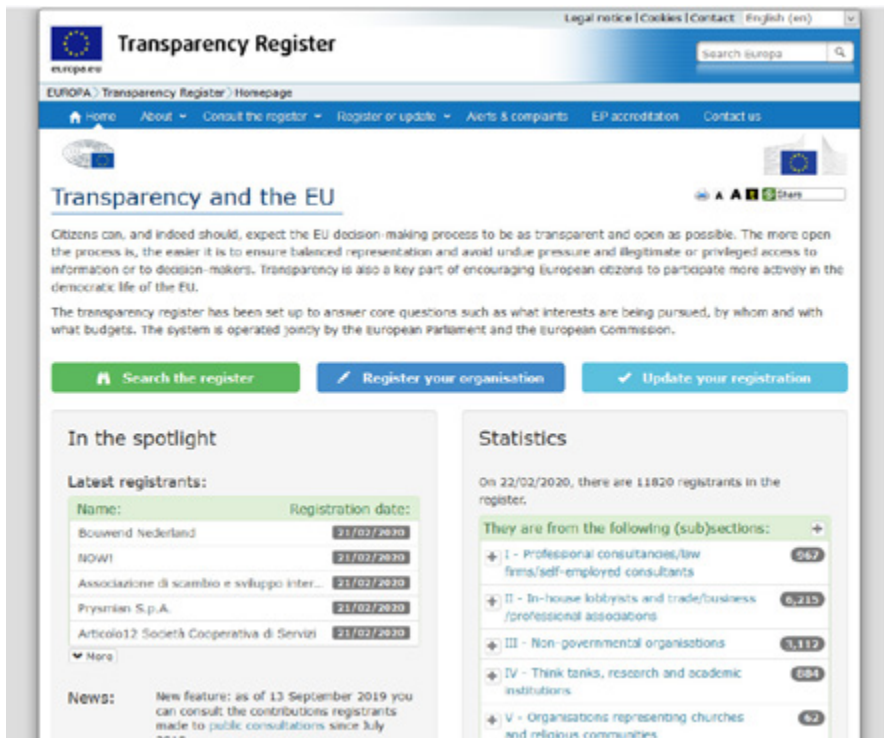 Legal notice | Cookies | Contact English (en)
Transparency Register
europa.eu
Search Europa
EUROPA > Transparency Register > Homepage
Home About Consult the register Register or update Alerts & complaints EP accreditation Contact us
Transparency and the EU
A A Share
Citizens can, and indeed should, expect the EU decision-making process to be as transparent and open as possible. The more open
the process is, the easier it is to ensure balanced representation and avoid undue pressure and illegitimate or privileged access to
information or to decision-makers. Transparency is also a key part of encouraging European citizens to participate more actively in the
democratic life of the EU.
The transparency register has been set up to answer core questions such as what interests are being pursued, by whom and with
what budgets. The system is operated jointly by the European Parliament and the European Commission.
Search the register
Register your organisation
Update your registration
In the spotlight
Latest registrants:
Name: Registration date:
Bouwend Nederland 21/02/2020
NOW! 21/02/2020
Associazione di scambio e sviluppo inter... 21/02/2020
Prysmian S.p.A. 21/02/2020
Articolo12 Società Cooperativa di Servizi 21/02/2020
More
News: New feature: as of 13 September 2019 you
can consult the contributions registrants
made to public consultations since July
Statistics
On 22/02/2020, there are 11820 registrants in the
register.
They are from the following (sub)sections:
I - Professional consultancies/law 967
firms/self-employed consultants
II - In-house lobbyists and trade/business 6,215
/professional associations
III - Non-governmental organisations 3,112
IV - Think tanks, research and academic 884
institutions
V - Organisations representing churches 62
and religious communities